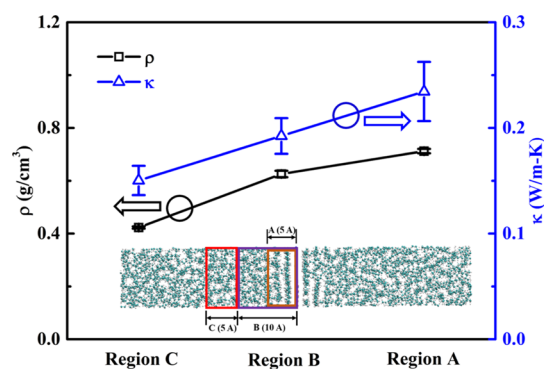 1.2
0.8
0.4
0.0
ρ (g/cm³)
ρ
κ
0.3
0.2
0.1
0.0
κ (W/m-K)
A (5 A)
C (5 A)
B (10 A)
Region C
Region B
Region A